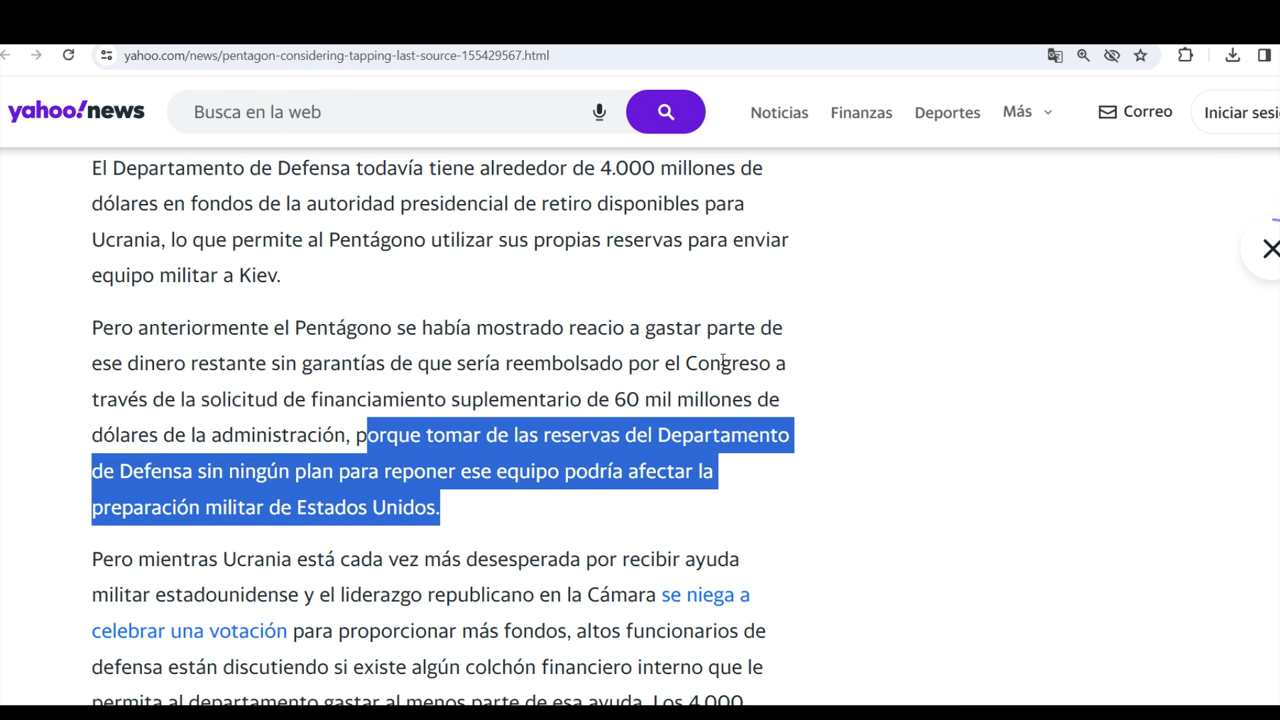 yahoo.com/news/pentagon-considering-tapping-last-source-155429567.html
yahoo!news
Busca en la web
Noticias
Finanzas
Deportes
Más
Correo
Iniciar sesi
El Departamento de Defensa todavía tiene alrededor de 4.000 millones de
dólares en fondos de la autoridad presidencial de retiro disponibles para
Ucrania, lo que permite al Pentágono utilizar sus propias reservas para enviar
equipo militar a Kiev.
Pero anteriormente el Pentágono se había mostrado reacio a gastar parte de
ese dinero restante sin garantías de que sería reembolsado por el Congreso a
través de la solicitud de financiamiento suplementario de 60 mil millones de
dólares de la administración, porque tomar de las reservas del Departamento
de Defensa sin ningún plan para reponer ese equipo podría afectar la
preparación militar de Estados Unidos.
Pero mientras Ucrania está cada vez más desesperada por recibir ayuda
militar estadounidense y el liderazgo republicano en la Cámara se niega a
celebrar una votación para proporcionar más fondos, altos funcionarios de
defensa están discutiendo si existe algún colchón financiero interno que le
permita al departamento gastar al menos parte de esa ayuda. Los 4.000